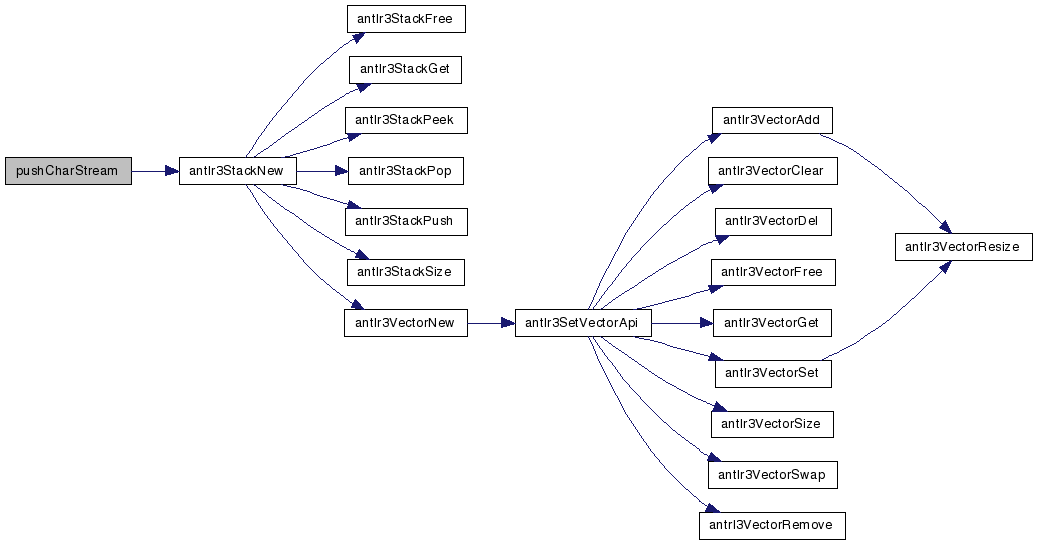 pushCharStream
antlr3StackNew
antlr3StackFree
antlr3StackGet
antlr3StackPeek
antlr3StackPop
antlr3StackPush
antlr3StackSize
antlr3VectorNew
antlr3SetVectorApi
antlr3VectorAdd
antlr3VectorClear
antlr3VectorDel
antlr3VectorFree
antlr3VectorGet
antlr3VectorSet
antlr3VectorSize
antlr3VectorSwap
antrl3VectorRemove
antlr3VectorResize